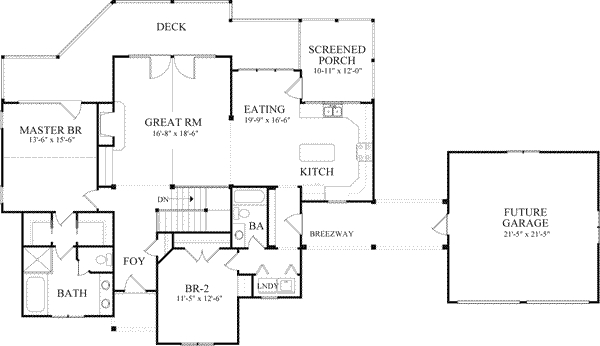 DECK
SCREENED
PORCH
10-11" x 12'-0"
GREAT RM
16'-8" x 18'-6"
EATING
19'-9" x 16'-6"
MASTER BR
13'-6" x 15'-6"
KITCH
DN
BA
BREEZWAY
FUTURE
GARAGE
21'-5" x 21'-5"
FOY
BATH
BR-2
11'-5" x 12'-6"
LNDY